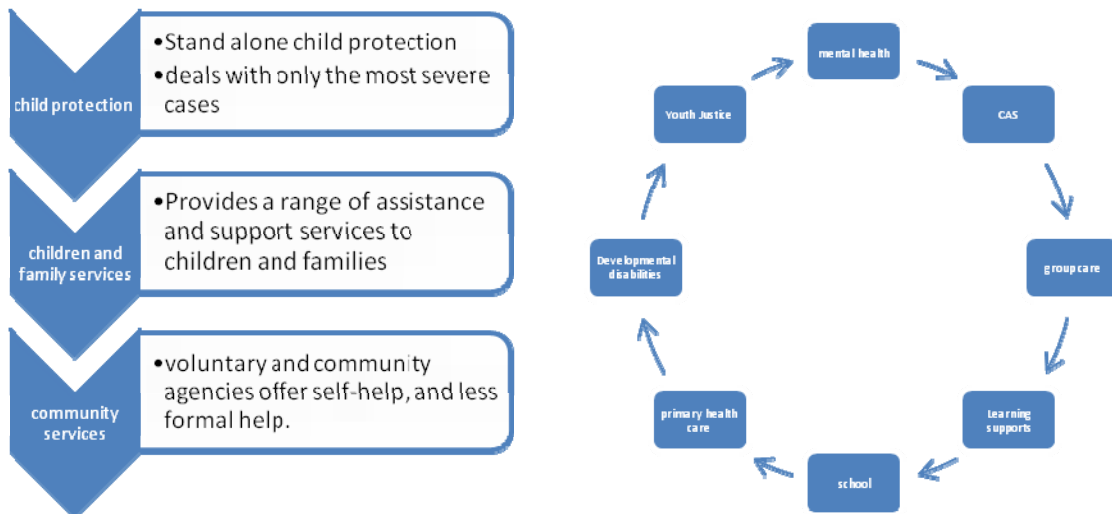 child protection
•Stand alone child protection
•deals with only the most severe
cases
children and
family services
•Provides a range of assistance
and support services to
children and families
community
services
•voluntary and community
agencies offer self-help, and less
formal help.
mental health
CAS
group care
Learning
supports
school
primary health
care
Developmental
disabilities
Youth Justice